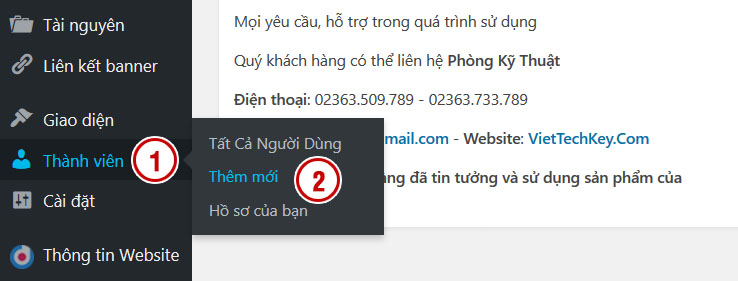 Tài nguyên
Liên kết banner
Giao diện
Thành viên
1
Cài đặt
Thông tin Website
Tất Cả Người Dùng
Thêm mới
2
Hồ sơ của bạn
Mọi yêu cầu, hỗ trợ trong quá trình sử dụng
Quý khách hàng có thể liên hệ Phòng Kỹ Thuật
Điện thoại: 02363.509.789 - 02363.733.789
mail.com - Website: VietTechKey.Com
đã tin tưởng và sử dụng sản phẩm của